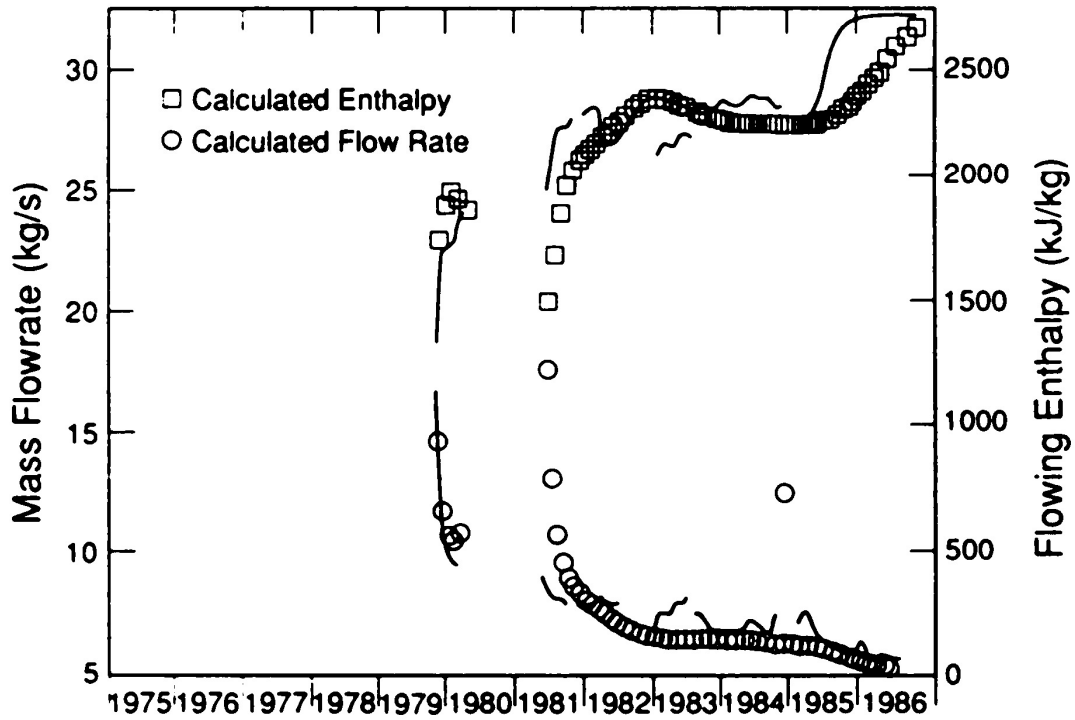 Mass Flowrate (kg/s)
30
25
20
15
10
5
□ Calculated Enthalpy
○ Calculated Flow Rate
2500
2000
1500
1000
500
0
Flowing Enthalpy (kJ/kg)
1975 1976 1977 1978 1979 1980 1981 1982 1983 1984 1985 1986